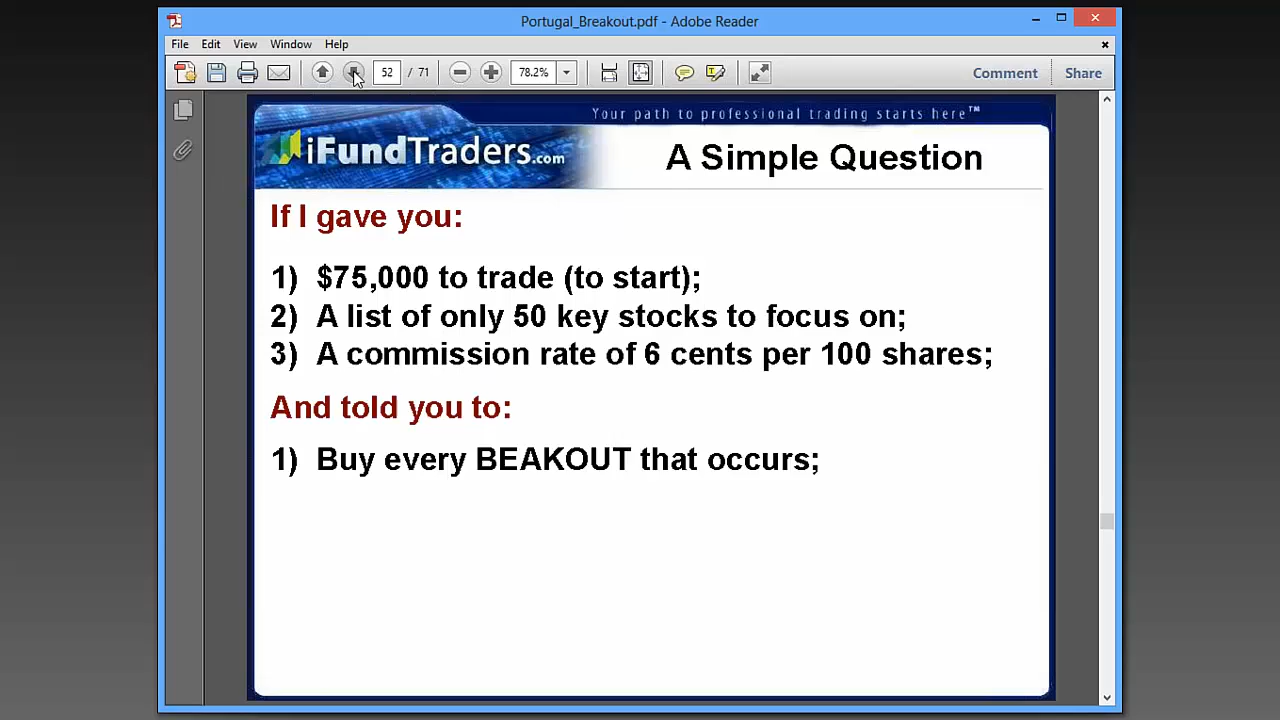 Portugal_Breakout.pdf - Adobe Reader
File Edit View Window Help
52 / 71 78.2% Comment Share
Your path to professional trading starts here™
iFundTraders.com
A Simple Question
If I gave you:
1) $75,000 to trade (to start);
2) A list of only 50 key stocks to focus on;
3) A commission rate of 6 cents per 100 shares;
And told you to:
1) Buy every BEAKOUT that occurs;